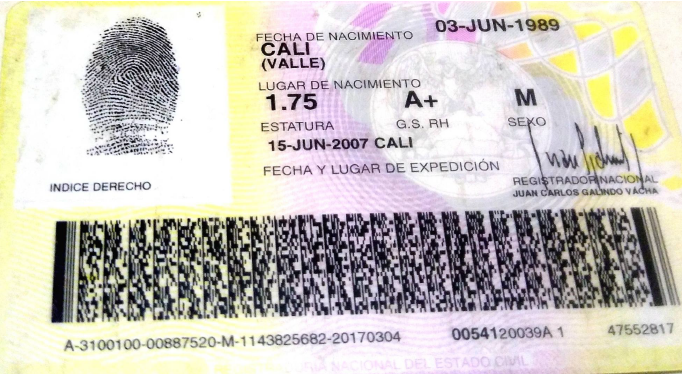 FECHA DE NACIMIENTO 03-JUN-1989
CALI
(VALLE)
LUGAR DE NACIMIENTO
1.75 A+ M
ESTATURA G.S. RH SEXO
15-JUN-2007 CALI
FECHA Y LUGAR DE EXPEDICIÓN
INDICE DERECHO
REGISTRADOR NACIONAL
JUAN CARLOS GALINDO VACHA
A-3100100-00887520-M-1143825682-20170304 0054120039A 1 47552817
NACIONAL DEL ESTADO CIVIL